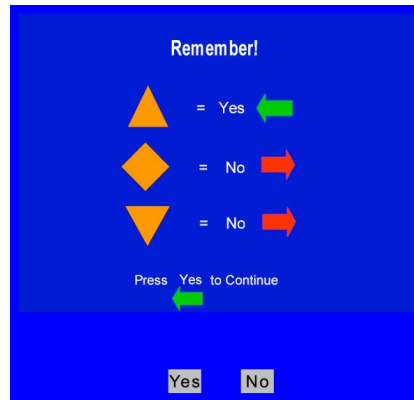 Remember!
= Yes
= No
= No
Press Yes to Continue
Yes No